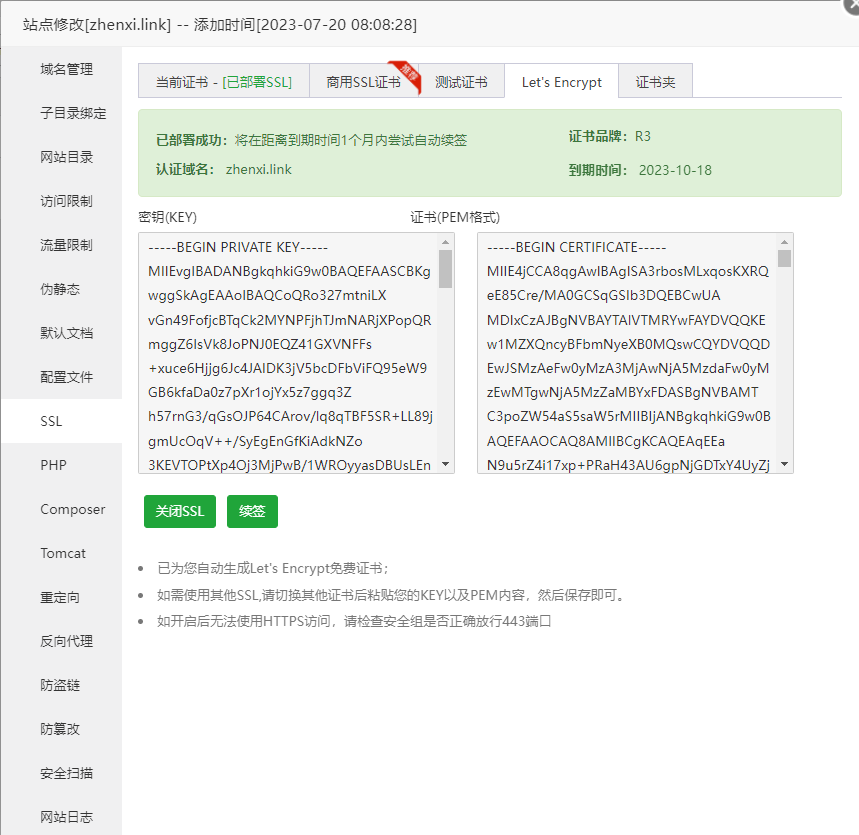 站点修改[zhenxi.link] -- 添加时间[2023-07-20 08:08:28]
域名管理
子目录绑定
网站目录
访问限制
流量限制
伪静态
默认文档
配置文件
SSL
PHP
Composer
Tomcat
重定向
反向代理
防盗链
防篡改
安全扫描
网站日志
当前证书 - [已部署SSL]
商用SSL证书
推荐
测试证书
Let's Encrypt
证书夹
已部署成功：将在距离到期时间1个月内尝试自动续签
证书品牌：R3
认证域名： zhenxi.link
到期时间： 2023-10-18
密钥(KEY)
-----BEGIN PRIVATE KEY-----
MIIEvgIBADANBgkqhkiG9w0BAQEFAASCBKg
wggSkAgEAAoIBAQCoQRo327mtniLX
vGn49FofjcBTqCk2MYNPFjhTJmNARjXPopQR
mggZ6IsVk8JoPNJ0EQZ41GXVNFFs
+xuce6Hjjg6Jc4JAIDK3jV5bcDFbViFQ95eW9
GB6kfaDa0z7pXr1ojYx5z7ggq3Z
h57rnG3/qGsOJP64CArov/lq8qTBF5SR+LL89j
gmUcOqV++/SyEgEnGfKiAdkNZo
3KEVTOPtXp4Oj3MjPwB/1WROyyasDBUsLEn
证书(PEM格式)
-----BEGIN CERTIFICATE-----
MIIE4jCCA8qgAwIBAgISA3rbosMLxqosKXRQ
eE85Cre/MA0GCSqGSIb3DQEBCwUA
MDIxCzAJBgNVBAYTAlVTMRYwFAYDVQQKE
w1MZXQncyBFbmNyeXB0MQswCQYDVQQD
EwJSMzAeFw0yMzA3MjAwNjA5MzdaFw0yM
zEwMTgwNjA5MzZaMBYxFDASBgNVBAMT
C3poZW54aS5saW5rMIIBIjANBgkqhkiG9w0B
AQEFAAOCAQ8AMIIBCgKCAQEAqEEa
N9u5rZ4i17xp+PRaH43AU6gpNjGDTxY4UyZj
关闭SSL
续签
已为您自动生成Let's Encrypt免费证书；
如需使用其他SSL,请切换其他证书后粘贴您的KEY以及PEM内容，然后保存即可。
如开启后无法使用HTTPS访问，请检查安全组是否正确放行443端口